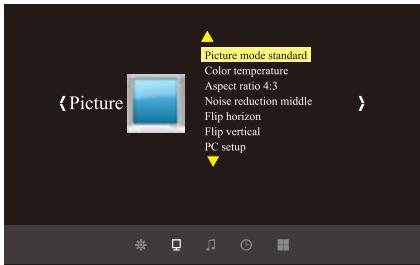 Picture
Picture mode standard
Color temperature
Aspect ratio 4:3
Noise reduction middle
Flip horizon
Flip vertical
PC setup